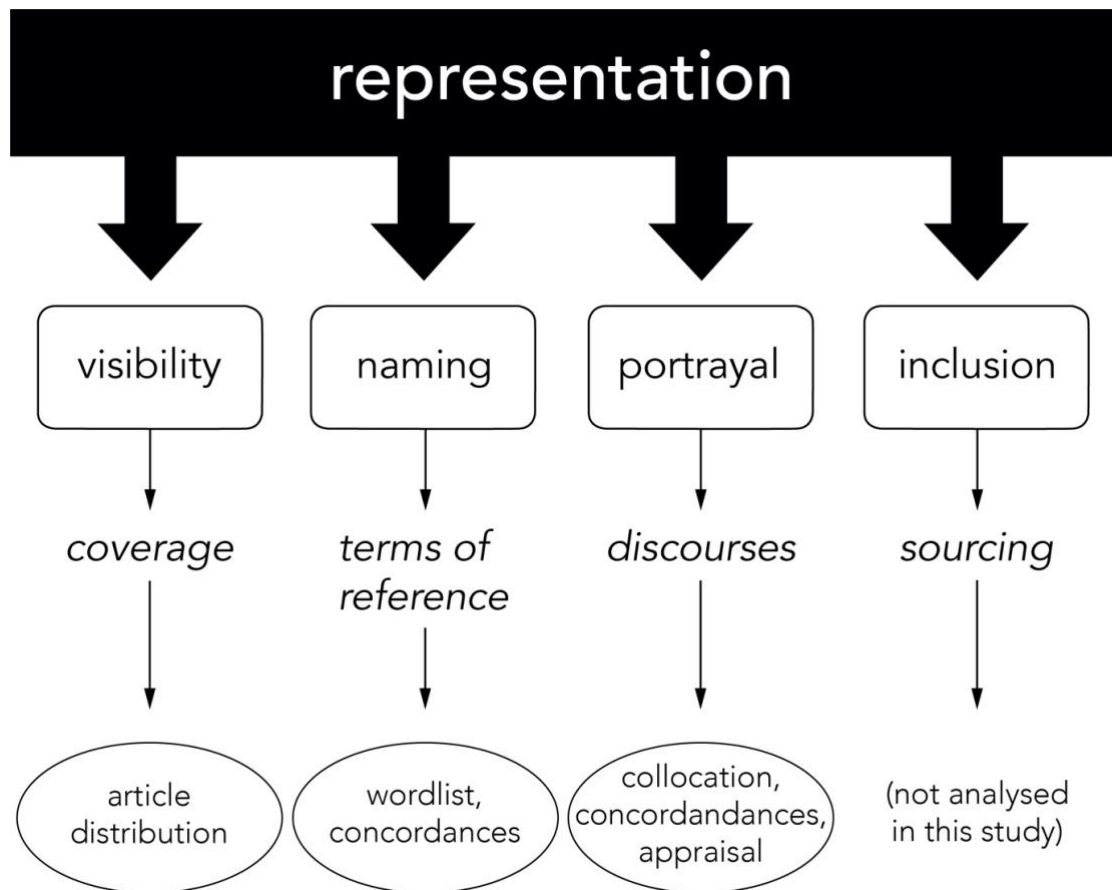 representation
visibility
naming
portrayal
inclusion
coverage
terms of
reference
discourses
sourcing
article
distribution
wordlist,
concordances
collocation,
concordandances,
appraisal
(not analysed
in this study)